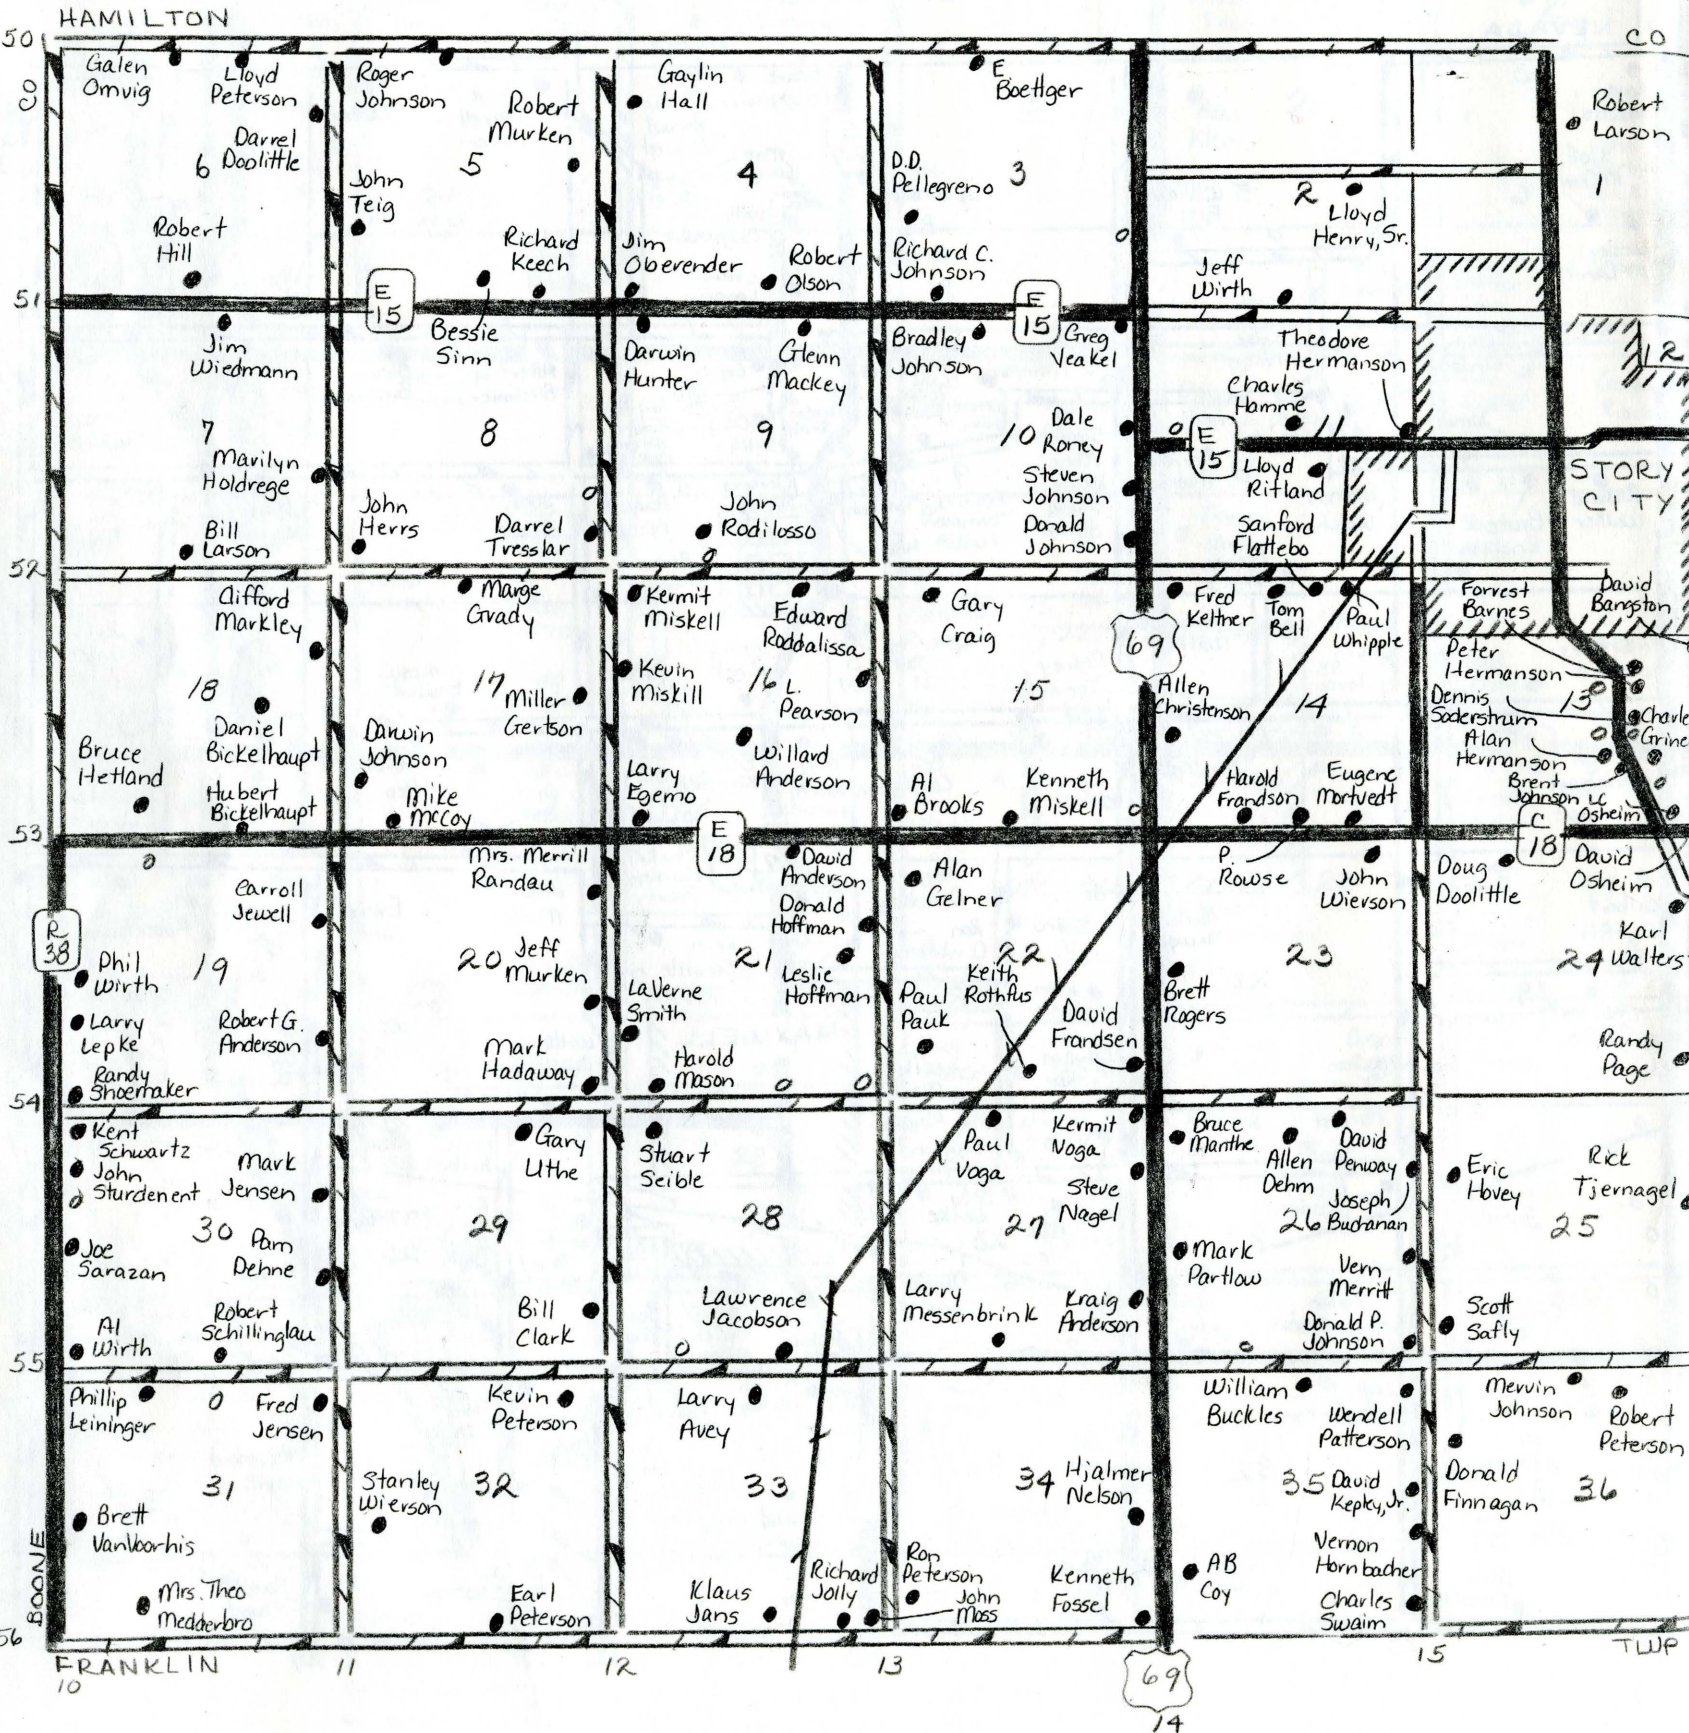 HAMILTON
50
CO
CO
Galen
Omvig
Lloyd
Peterson
Darrel
Doolittle
6
Robert
Hill
Roger
Johnson
Robert
Murken
5
John
Teig
Richard
Keech
Gaylin
Hall
4
Jim
Oberender
Robert
Olson
E
Boettger
D.D.
Pellegreno
3
Richard C.
Johnson
2
Lloyd
Henry, Sr.
Jeff
Wirth
Robert
Larson
1
51
E
15
E
15
Jim
Wiedmann
Bessie
Sinn
Darwin
Hunter
Glenn
Mackey
Bradley
Johnson
Greg
Veakel
Theodore
Hermanson
Charles
Hamme
12
7
Marilyn
Holdrege
Bill
Larson
8
John
Herrs
Darrel
Tresslar
9
John
Rodilosso
10
Dale
Roney
Steven
Johnson
Donald
Johnson
E
15
Lloyd
Ritland
Sanford
Flattebo
STORY
CITY
52
Clifford
Markley
Marge
Grady
Kermit
Miskell
Edward
Roddalissa
Gary
Craig
Fred
Keltner
Tom
Bell
Paul
Whipple
Forrest
Barnes
David
Bangston
69
18
Daniel
Bickelhaupt
Bruce
Hetland
Hubert
Bickelhaupt
17
Miller
Gertson
Darwin
Johnson
Mike
McCoy
Kevin
Miskill
16
L.
Pearson
Willard
Anderson
Larry
Egemo
15
Al
Brooks
Kenneth
Miskell
Allen
Christenson
14
Harold
Frandson
Eugene
Mortvedt
Peter
Hermanson
13
Dennis
Soderstrum
Alan
Hermanson
Brent
Johnson
LC
Osheim
Charle
Grine
53
E
18
C
18
Mrs. Merrill
Randau
David
Anderson
Donald
Hoffman
Alan
Gelner
P.
Rowse
John
Wierson
Doug
Doolittle
David
Osheim
Carroll
Jewell
R
38
Phil
Wirth
19
Larry
Lepke
Robert G.
Anderson
Randy
Shoemaker
20
Jeff
Murken
Mark
Hadaway
21
Leslie
Hoffman
LaVerne
Smith
Harold
Mason
22
Keith
Rothfus
Paul
Pauk
David
Frandsen
Brett
Rogers
23
Karl
Walters
24
Randy
Page
54
Kent
Schwartz
John
Sturdenent
Mark
Jensen
30
Pam
Dehne
Joe
Sarazan
Robert
Schillinglau
Al
Wirth
Gary
Uthe
29
Bill
Clark
Stuart
Seible
28
Lawrence
Jacobson
Paul
Voga
Kermit
Noga
Steve
Nagel
27
Larry
Messenbrink
Kraig
Anderson
Bruce
Manthe
Allen
Oehm
David
Penway
Joseph
Buchanan
26
Mark
Partlow
Vern
Merritt
Donald P.
Johnson
Eric
Hovey
Rick
Tjernagel
25
Scott
Safly
55
Phillip
Leininger
Fred
Jensen
31
Brett
VanVoorhis
Mrs. Theo
Medderbro
Kevin
Peterson
Stanley
Wierson
32
Earl
Peterson
Larry
Avey
33
Klaus
Jans
Richard
Jolly
34
Hjalmer
Nelson
Ron
Peterson
John
Moss
Kenneth
Fossel
William
Buckles
Wendell
Patterson
35
David
Kepley, Jr.
Vernon
Hornbacher
AB
Coy
Charles
Swaim
Mervin
Johnson
Robert
Peterson
Donald
Finnagan
36
BOONE
56
FRANKLIN
10
11
12
13
69
14
15
TWP